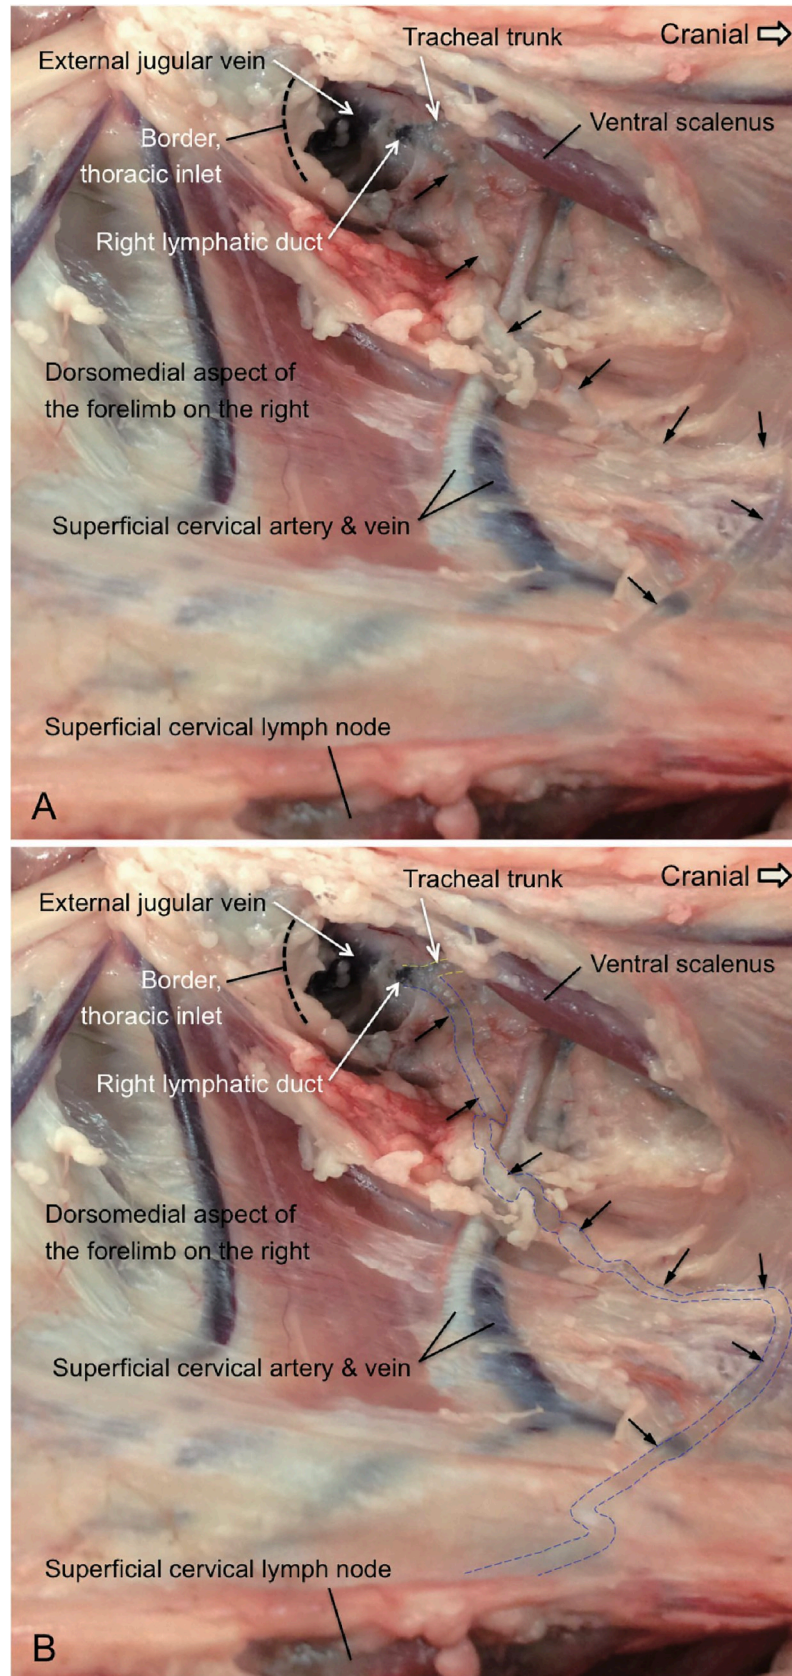 Tracheal trunk
Cranial
External jugular vein
Ventral scalenus
Border,
thoracic inlet
Right lymphatic duct
Dorsomedial aspect of
the forelimb on the right
Superficial cervical artery & vein
Superficial cervical lymph node
A
Tracheal trunk
Cranial
External jugular vein
Ventral scalenus
Border,
thoracic inlet
Right lymphatic duct
Dorsomedial aspect of
the forelimb on the right
Superficial cervical artery & vein
Superficial cervical lymph node
B